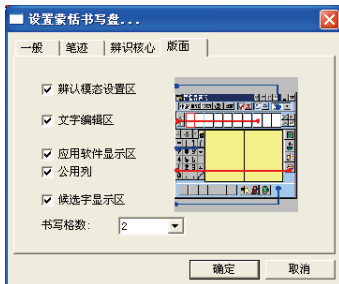 设置蒙恬书写盘...
一般 笔迹 辨识核心 版面
辨认模态设置区
文字编辑区
应用软件显示区
公用列
候选字显示区
书写格数: 2
确定 取消